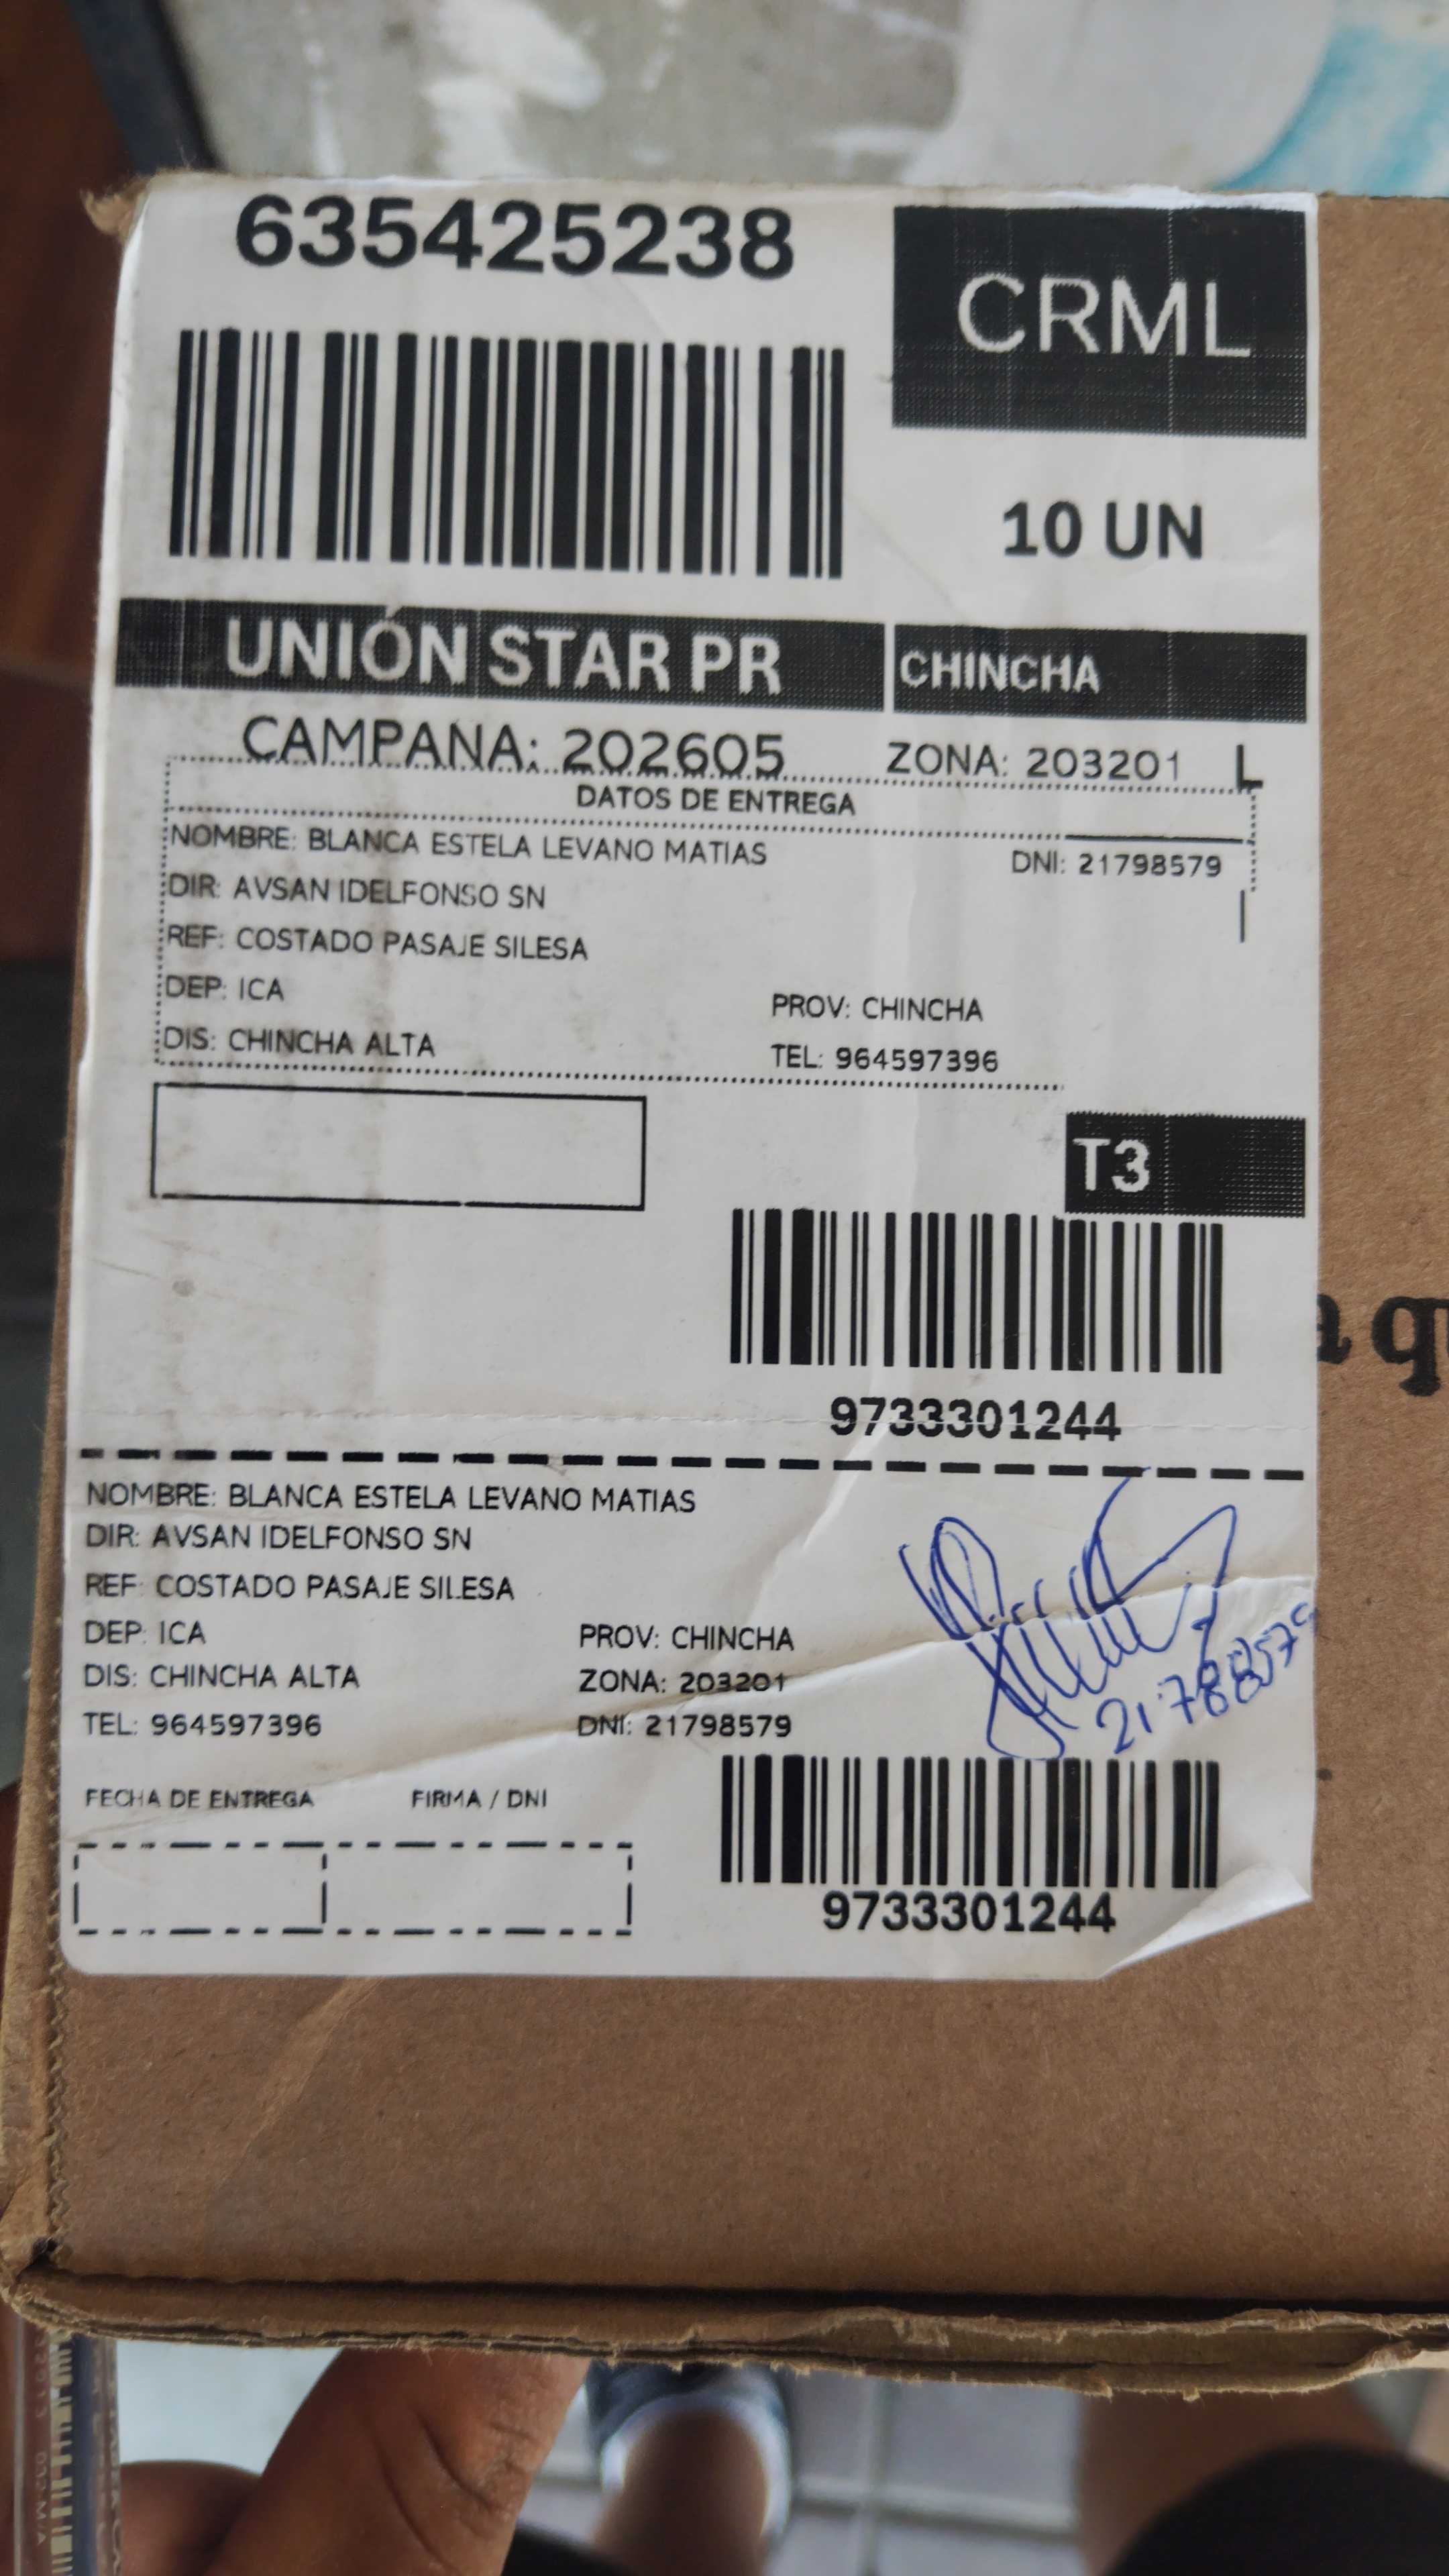 635425238
CRML
10 UN
UNIÓN STAR PR
CHINCHA
CAMPANA: 202605
ZONA: 203201 L
DATOS DE ENTREGA
NOMBRE: BLANCA ESTELA LEVANO MATIAS
DNI: 21798579
DIR: AVSAN IDELFONSO SN
REF: COSTADO PASAJE SILESA
DEP: ICA
PROV: CHINCHA
DIS: CHINCHA ALTA
TEL: 964597396
T3
9733301244
NOMBRE: BLANCA ESTELA LEVANO MATIAS
DIR: AVSAN IDELFONSO SN
REF: COSTADO PASAJE SILESA
DEP: ICA
PROV: CHINCHA
DIS: CHINCHA ALTA
ZONA: 203201
TEL: 964597396
DNI: 21798579
FECHA DE ENTREGA
FIRMA / DNI
9733301244